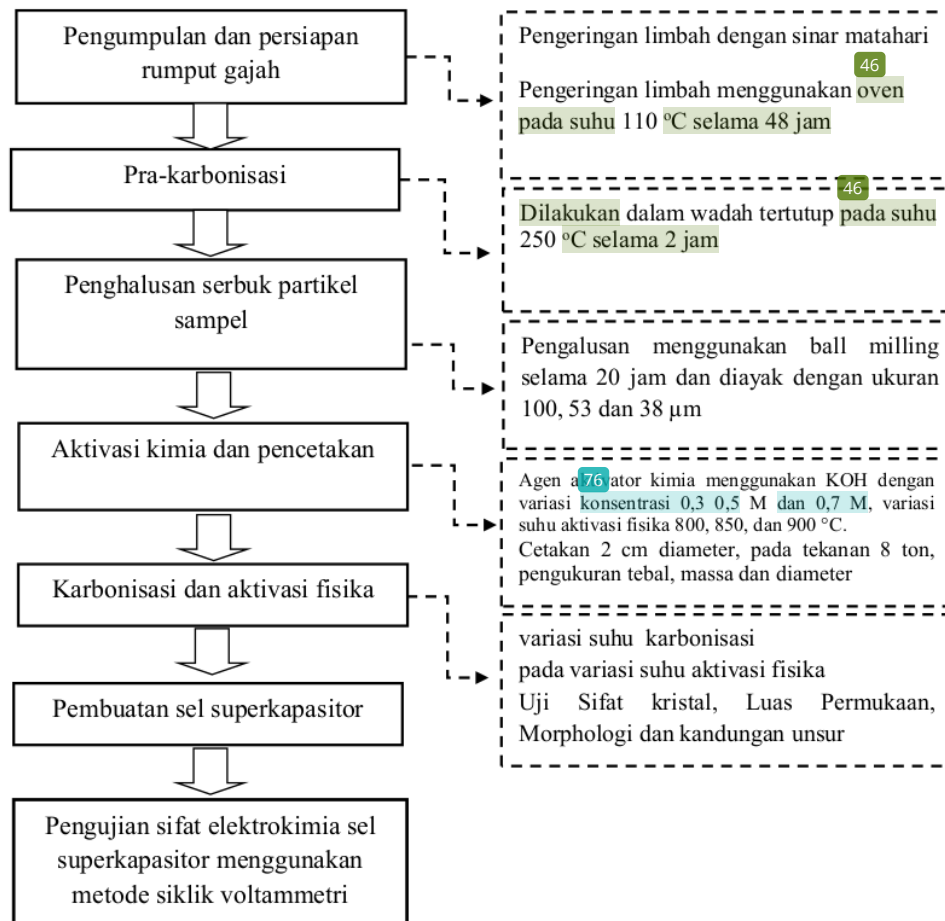 Pengumpulan dan persiapan
rumput gajah
Pengeringan limbah dengan sinar matahari
46
Pengeringan limbah menggunakan oven
pada suhu 110 °C selama 48 jam
Pra-karbonisasi
46
Dilakukan dalam wadah tertutup pada suhu
250 °C selama 2 jam
Penghalusan serbuk partikel
sampel
Pengalusan menggunakan ball milling
selama 20 jam dan diayak dengan ukuran
100, 53 dan 38 µm
Aktivasi kimia dan pencetakan
76
Agen vator kimia menggunakan KOH dengan
variasi konsentrasi 0,3 0,5 M dan 0,7 M, variasi
suhu aktivasi fisika 800, 850, dan 900 °C.
Cetakan 2 cm diameter, pada tekanan 8 ton,
pengukuran tebal, massa dan diameter
Karbonisasi dan aktivasi fisika
variasi suhu karbonisasi
pada variasi suhu aktivasi fisika
Uji Sifat kristal, Luas Permukaan,
Morphologi dan kandungan unsur
Pembuatan sel superkapasitor
Pengujian sifat elektrokimia sel
superkapasitor menggunakan
metode siklik voltammetri